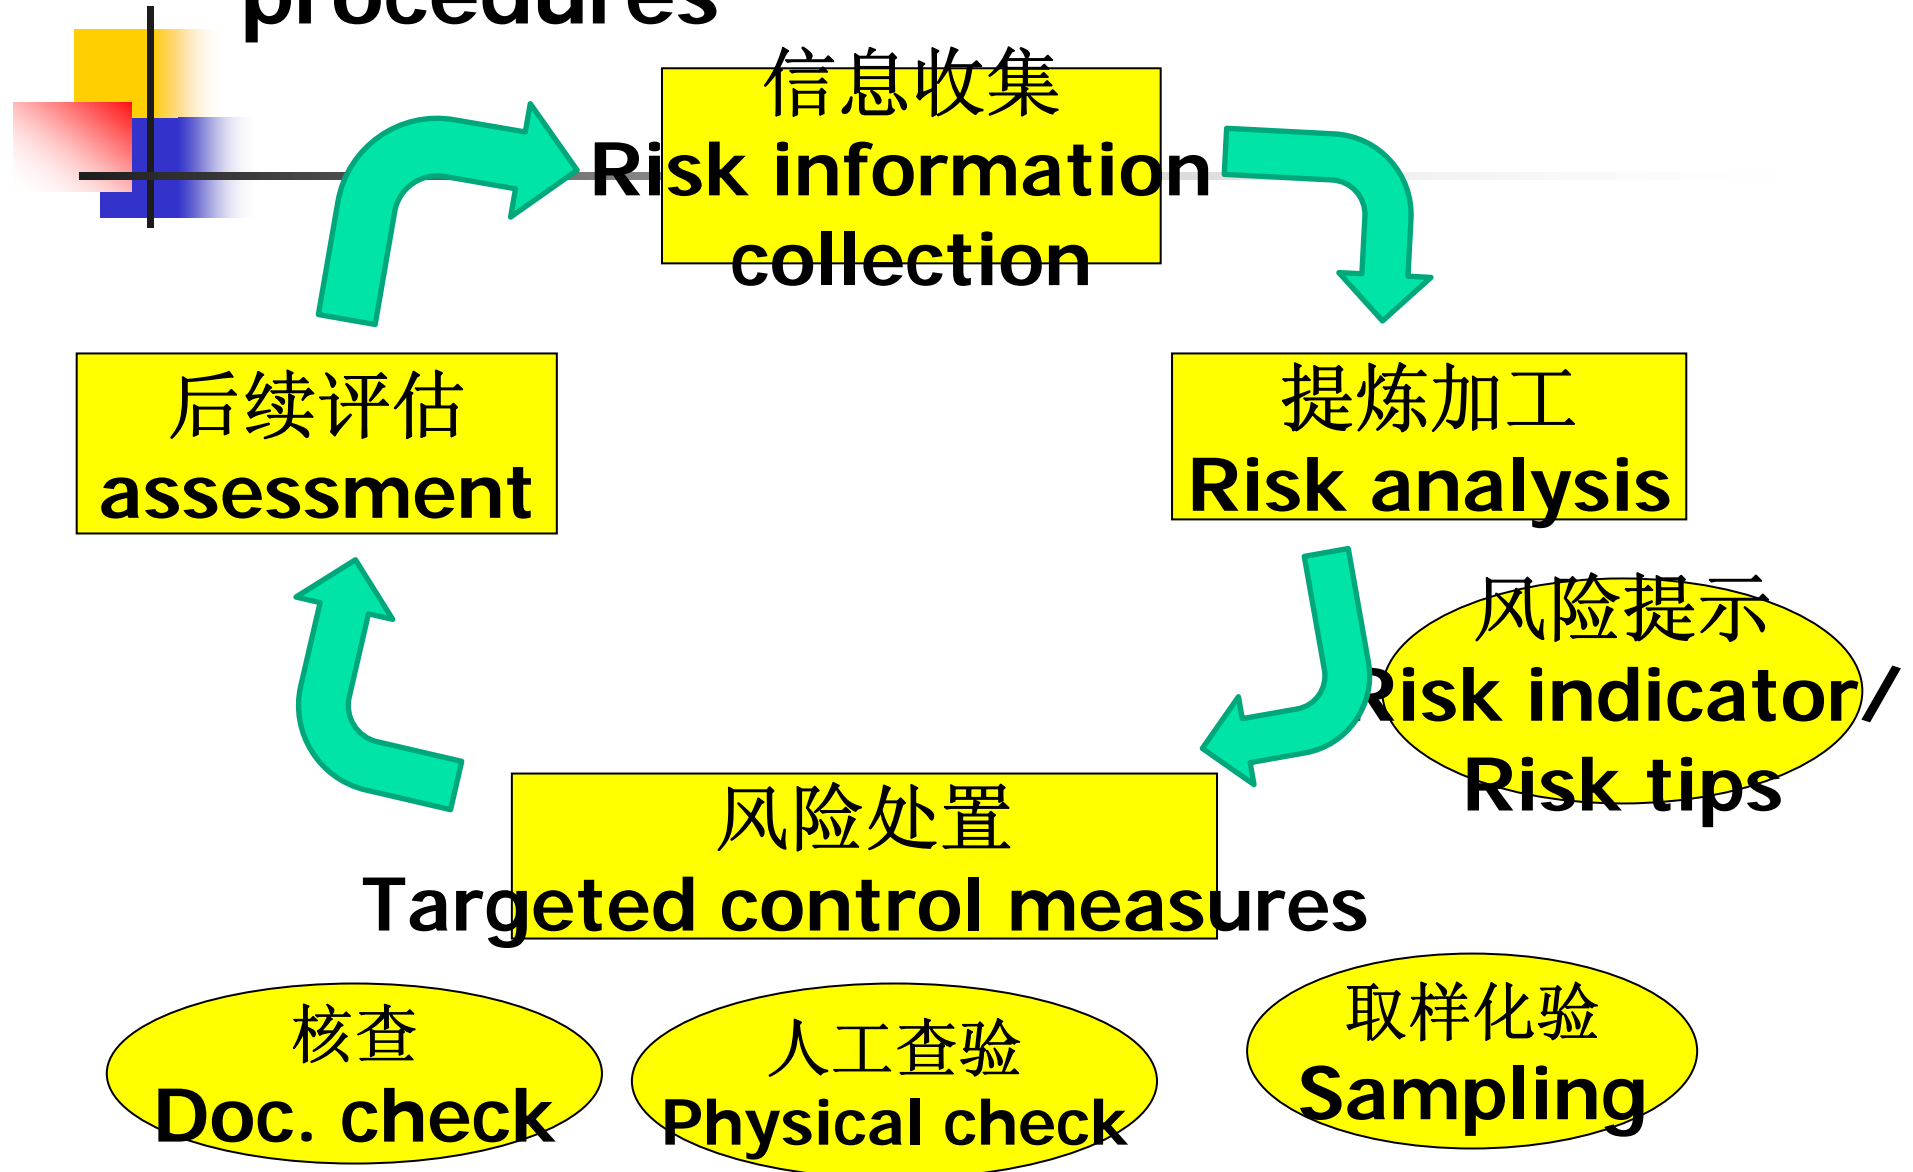 procedures
信息收集
Risk information
collection
后续评估
assessment
提炼加工
Risk analysis
风险提示
Risk indicator/
Risk tips
风险处置
Targeted control measures
核查
Doc. check
人工查验
Physical check
取样化验
Sampling